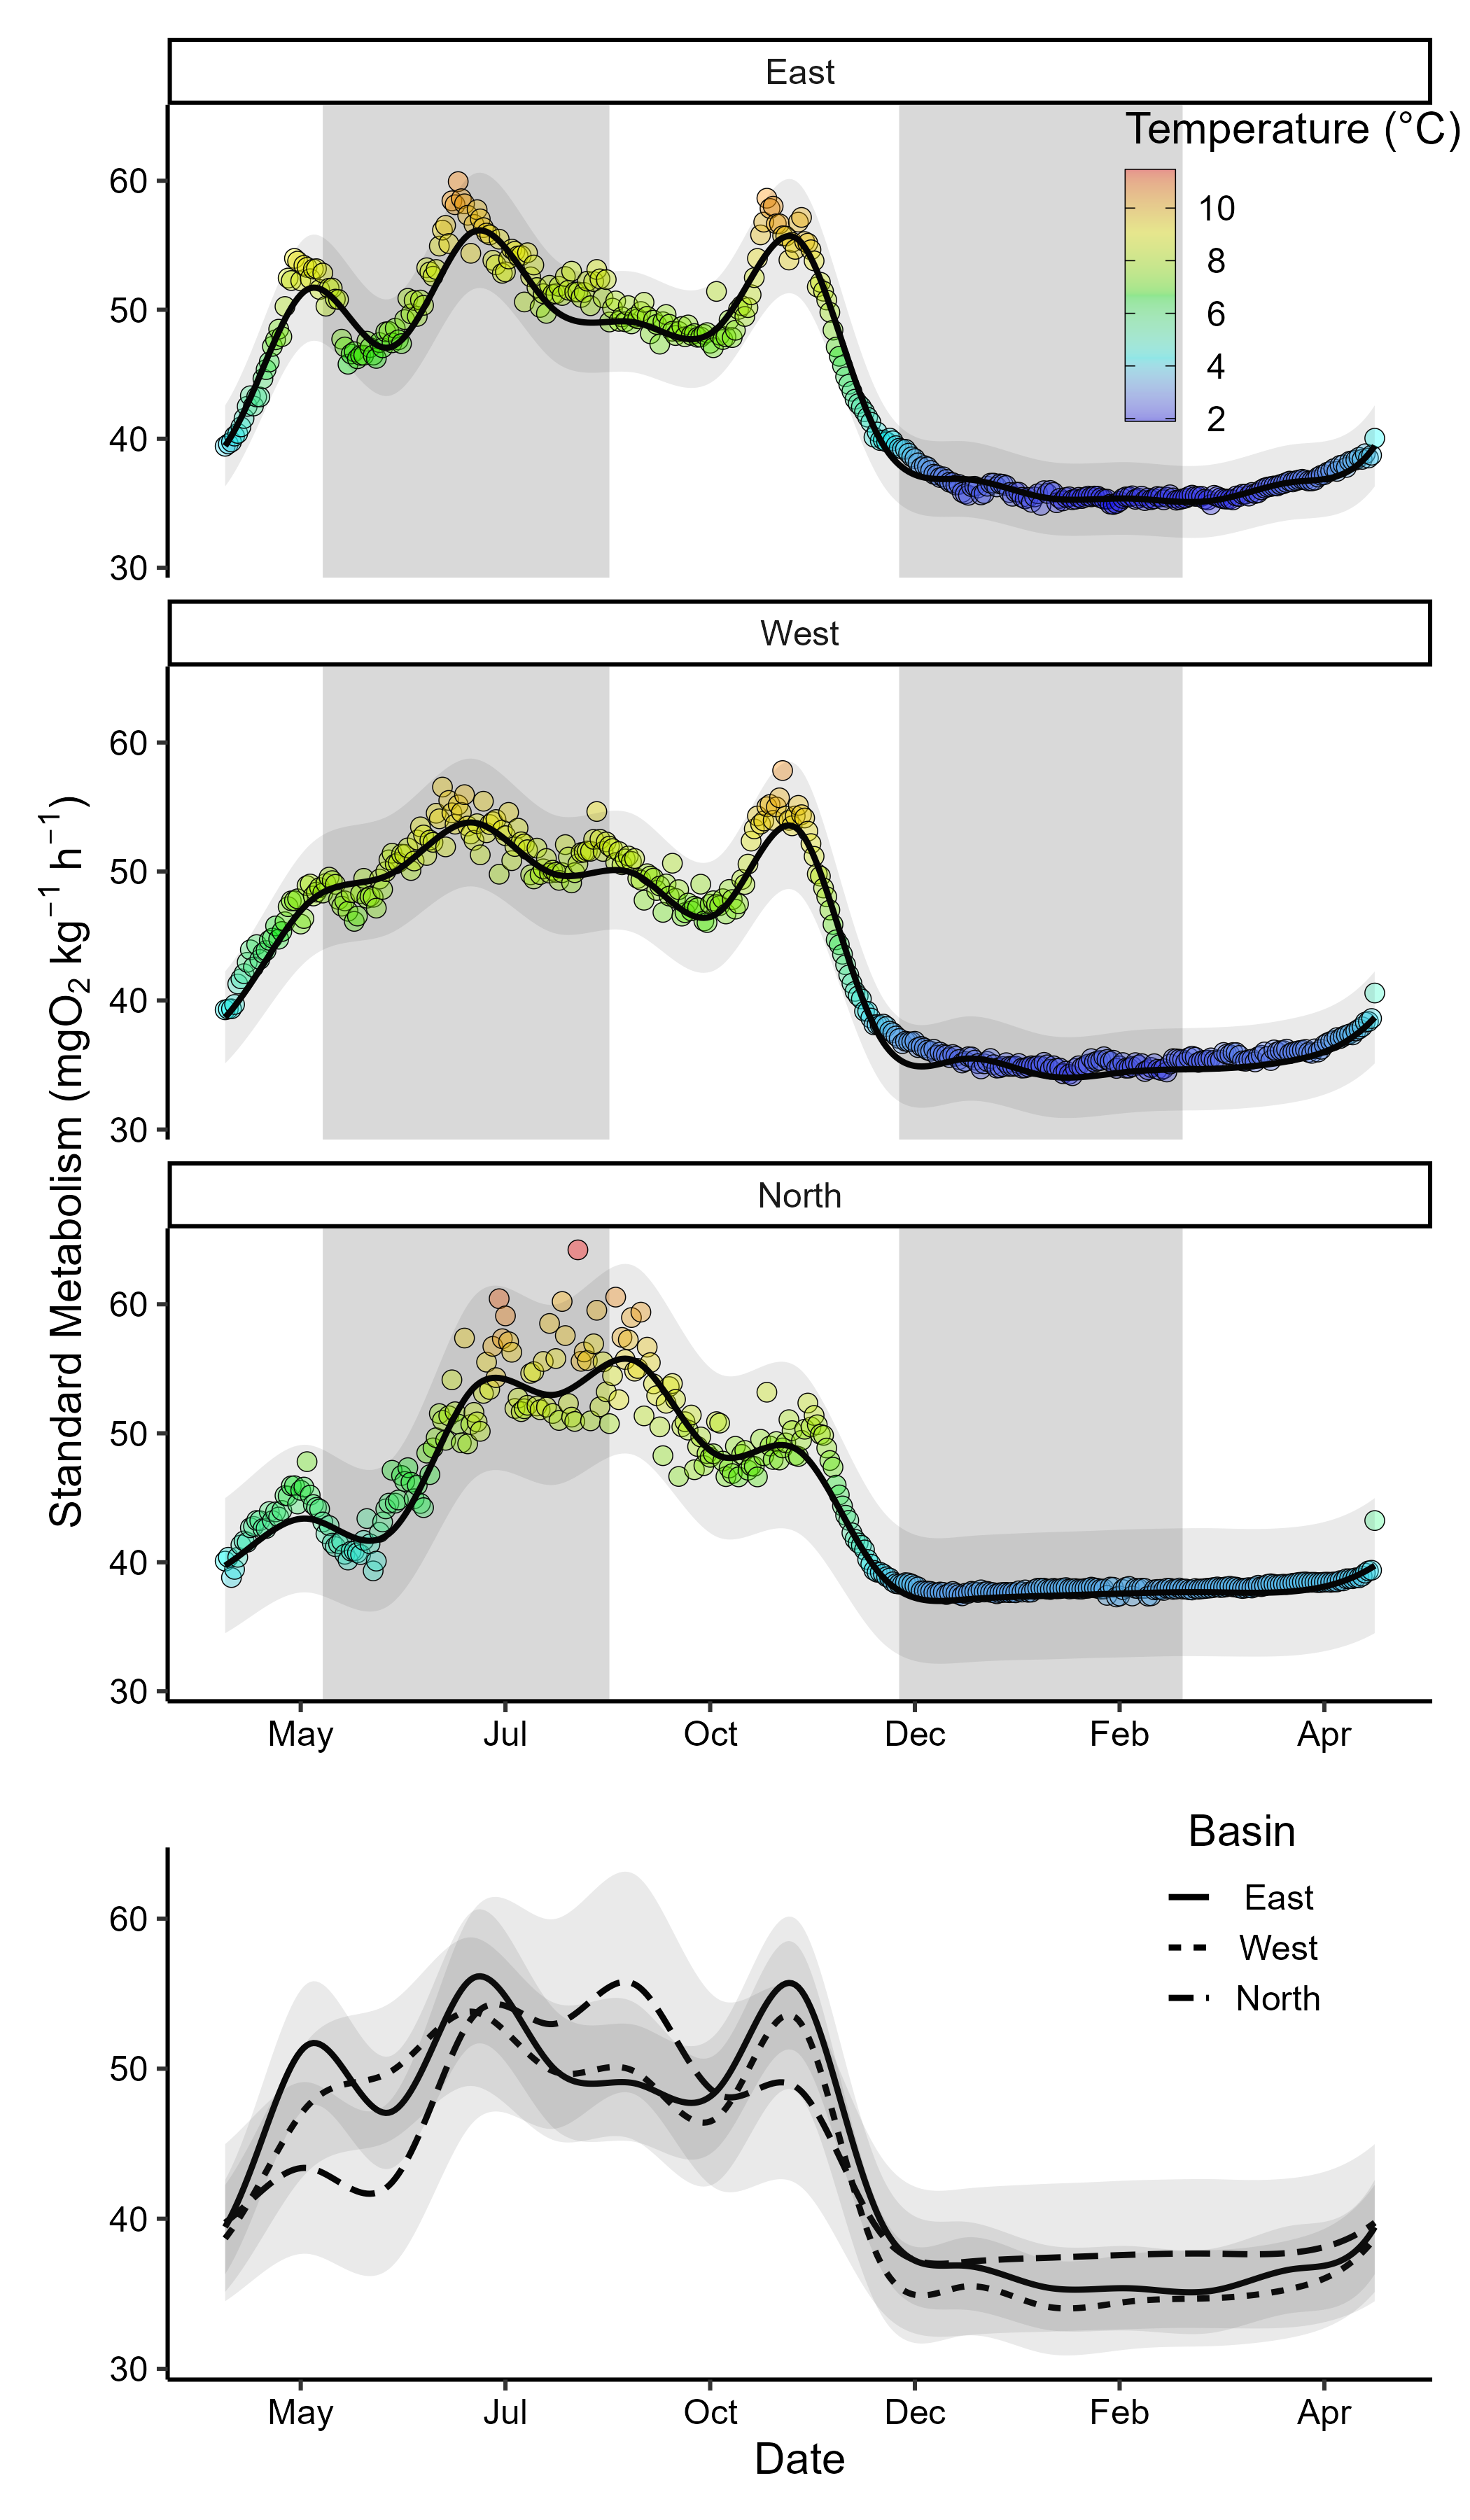 East
Temperature (°C)
10
8
6
4
2
60
50
40
30
West
60
50
40
30
North
60
50
40
30
Standard Metabolism (mgO₂ kg⁻¹ h⁻¹)
May Jul Oct Dec Feb Apr
Basin
East
West
North
60
50
40
30
May Jul Oct Dec Feb Apr
Date